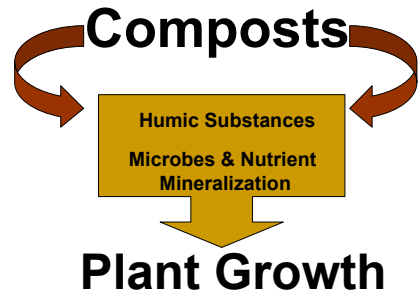 Composts
Humic Substances
Microbes & Nutrient
Mineralization
Plant Growth